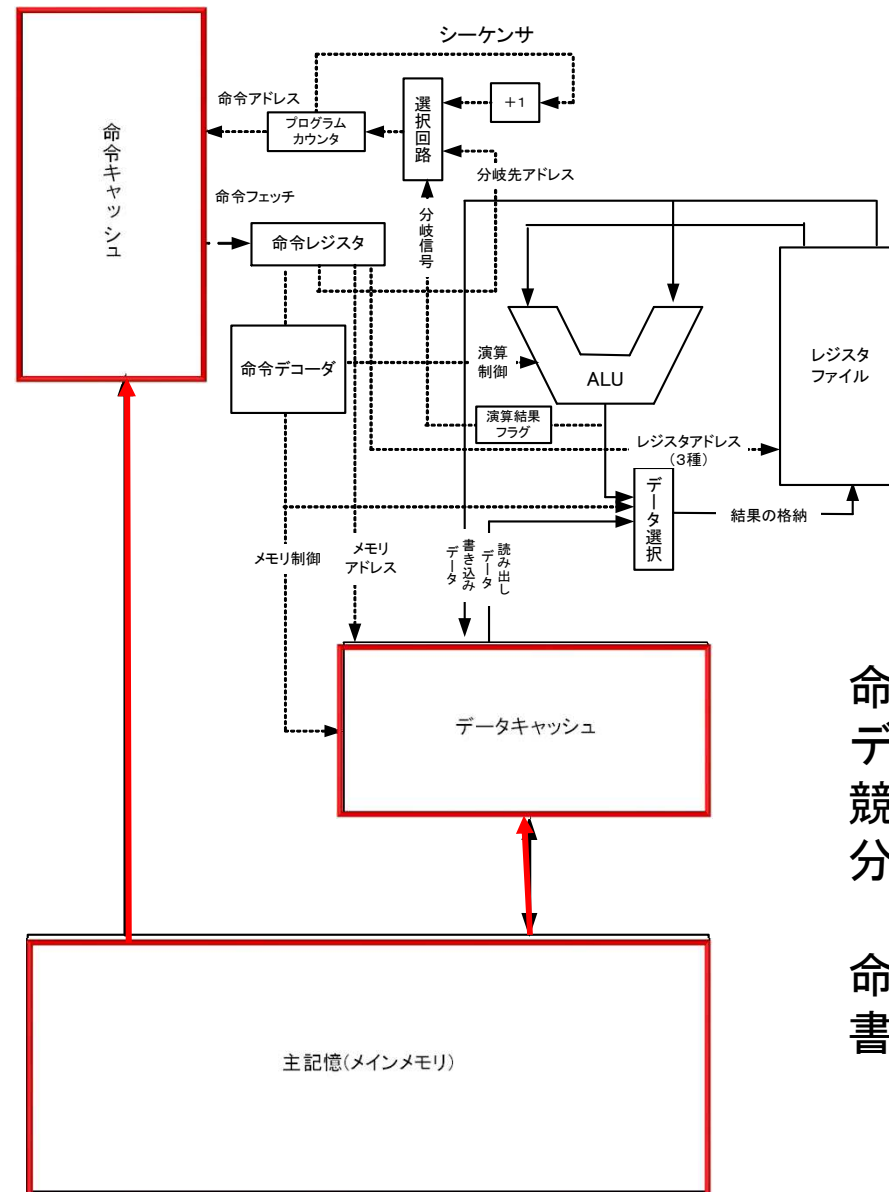 シーケンサ
命令アドレス
プログラム
カウンタ
選択回路
+1
命令キャッシュ
分岐先アドレス
命令フェッチ
命令レジスタ
分岐信号
命令デコーダ
演算
制御
ALU
レジスタ
ファイル
演算結果
フラグ
レジスタアドレス
(3種)
データ選択
結果の格納
メモリ制御
メモリ
アドレス
書き込み
データ
読み出し
データ
データキャッシュ
命
デ
競
分
命
書
主記憶(メインメモリ)